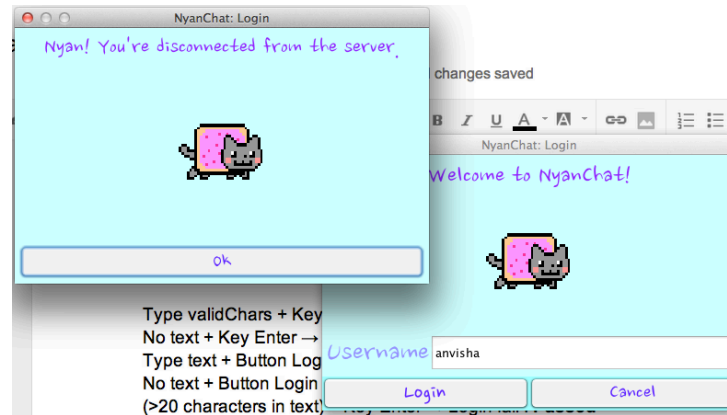 NyanChat: Login
Nyan! You're disconnected from the server.
Ok
changes saved
B I U A A
NyanChat: Login
Welcome to NyanChat!
Username anvisha
Login Cancel
Type validChars + Key
No text + Key Enter →
Type text + Button Log
No text + Button Login
(>20 characters in text)